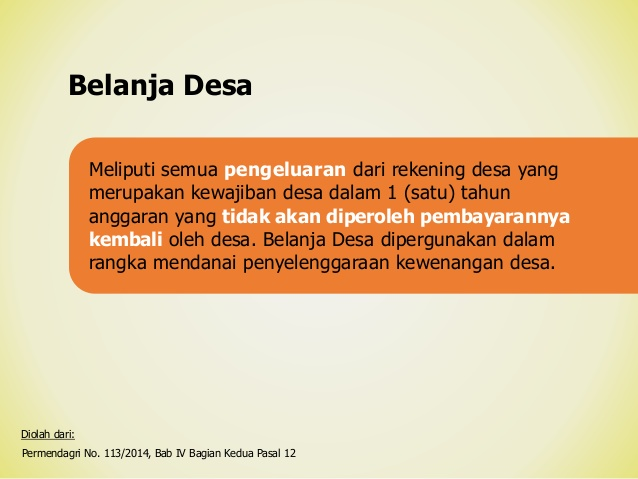 Belanja Desa
Meliputi semua pengeluaran dari rekening desa yang
merupakan kewajiban desa dalam 1 (satu) tahun
anggaran yang tidak akan diperoleh pembayarannya
kembali oleh desa. Belanja Desa dipergunakan dalam
rangka mendanai penyelenggaraan kewenangan desa.
Diolah dari:
Permendagri No. 113/2014, Bab IV Bagian Kedua Pasal 12